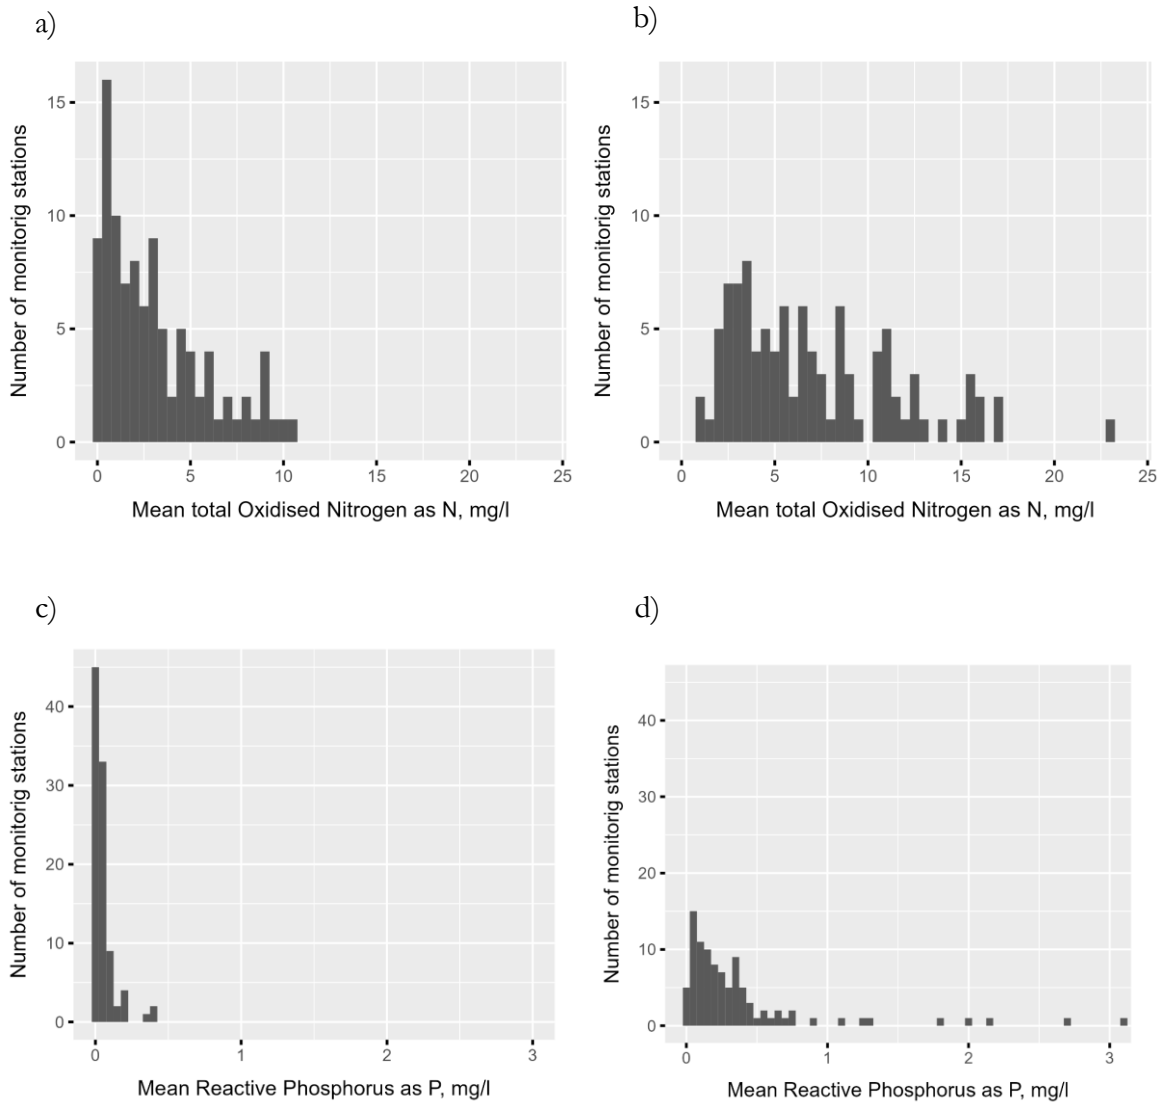 a)
b)
Number of monitorig stations
15
10
5
0
0 5 10 15 20 25
Mean total Oxidised Nitrogen as N, mg/l
Number of monitorig stations
15
10
5
0
0 5 10 15 20 25
Mean total Oxidised Nitrogen as N, mg/l
c)
d)
Number of monitorig stations
40
30
20
10
0
0 1 2 3
Mean Reactive Phosphorus as P, mg/l
Number of monitorig stations
40
30
20
10
0
0 1 2 3
Mean Reactive Phosphorus as P, mg/l